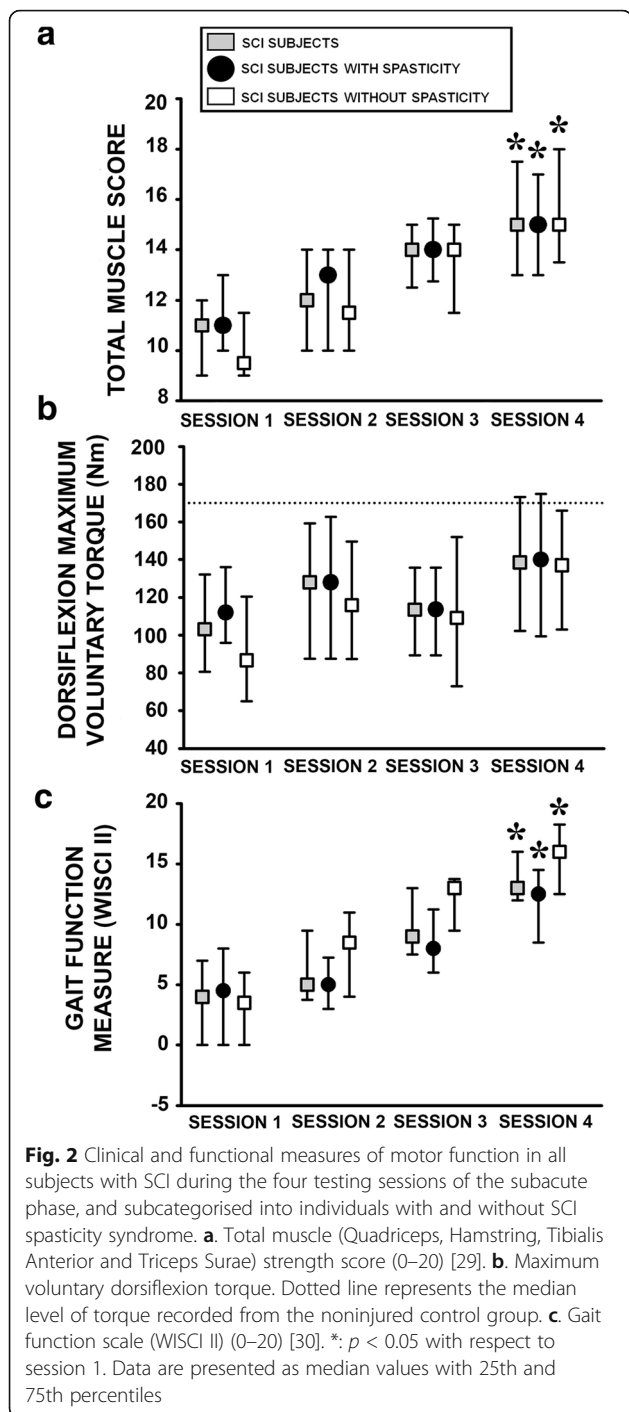 a
SCI SUBJECTS
SCI SUBJECTS WITH SPASTICITY
SCI SUBJECTS WITHOUT SPASTICITY
TOTAL MUSCLE SCORE
20
18
16
14
12
10
8
* * *
SESSION 1 SESSION 2 SESSION 3 SESSION 4
b
DORSIFLEXION MAXIMUM
VOLUNTARY TORQUE (Nm)
200
180
160
140
120
100
80
60
40
SESSION 1 SESSION 2 SESSION 3 SESSION 4
c
GAIT FUNCTION
MEASURE (WISCI II)
20
15
10
5
0
-5
* * *
SESSION 1 SESSION 2 SESSION 3 SESSION 4
Fig. 2 Clinical and functional measures of motor function in all
subjects with SCI during the four testing sessions of the subacute
phase, and subcategorised into individuals with and without SCI
spasticity syndrome. a. Total muscle (Quadriceps, Hamstring, Tibialis
Anterior and Triceps Surae) strength score (0–20) [29]. b. Maximum
voluntary dorsiflexion torque. Dotted line represents the median
level of torque recorded from the noninjured control group. c. Gait
function scale (WISCI II) (0–20) [30]. *: p < 0.05 with respect to
session 1. Data are presented as median values with 25th and
75th percentiles